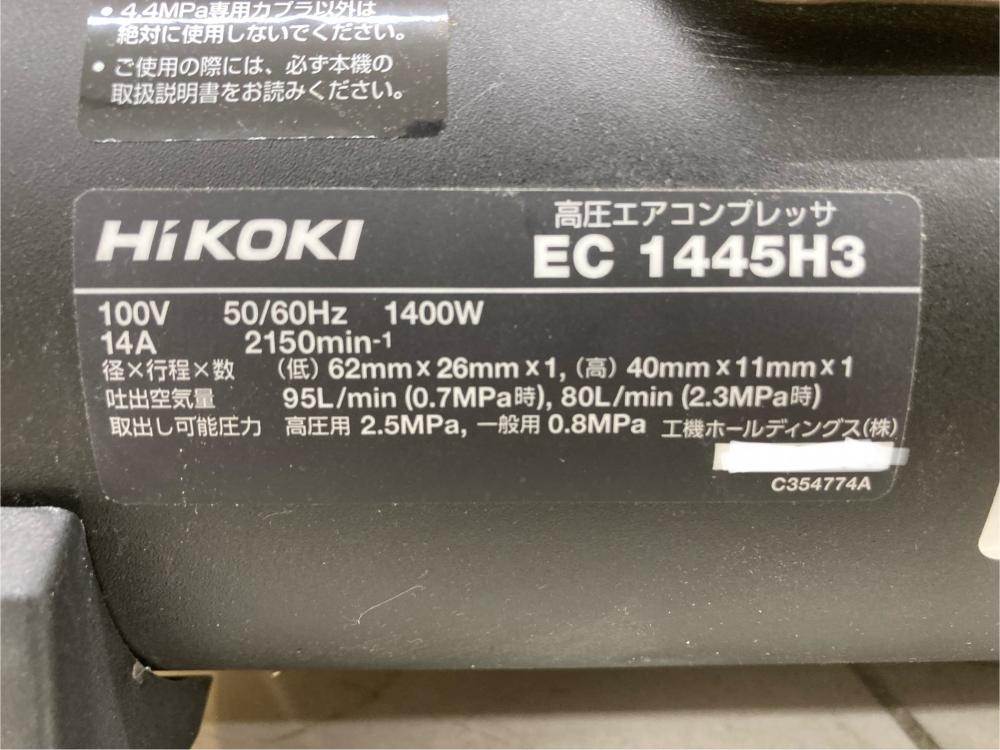 • 4.4MPa専用カプラ以外は
絶対に使用しないでください。
• ご使用の際には、必ず本機の
取扱説明書をお読みください。
HiKOKI
高圧エアコンプレッサ
EC 1445H3
100V 50/60Hz 1400W
14A 2150min-1
径×行程×数 (低) 62mm×26mm×1, (高) 40mm×11mm×1
吐出空気量 95L/min (0.7MPa時), 80L/min (2.3MPa時)
取出し可能圧力 高圧用 2.5MPa, 一般用 0.8MPa 工機ホールディングス(株)
C354774A